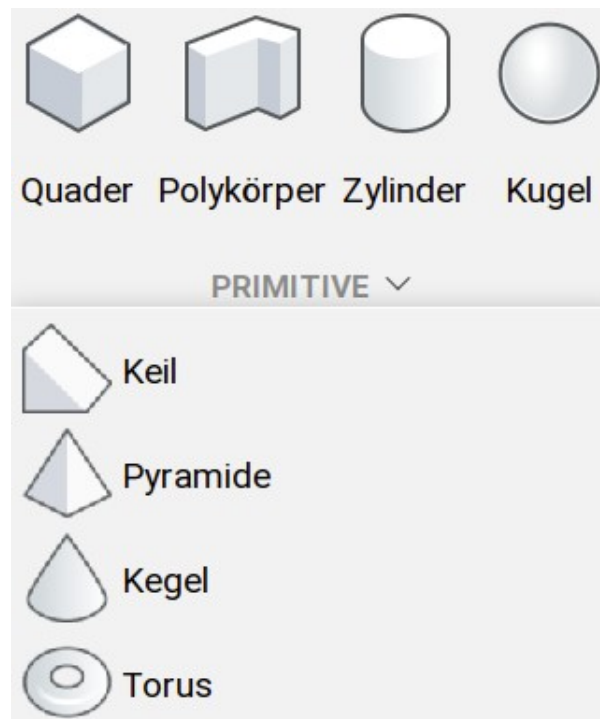 Quader Polykörper Zylinder Kugel
PRIMITIVE
Keil
Pyramide
Kegel
Torus